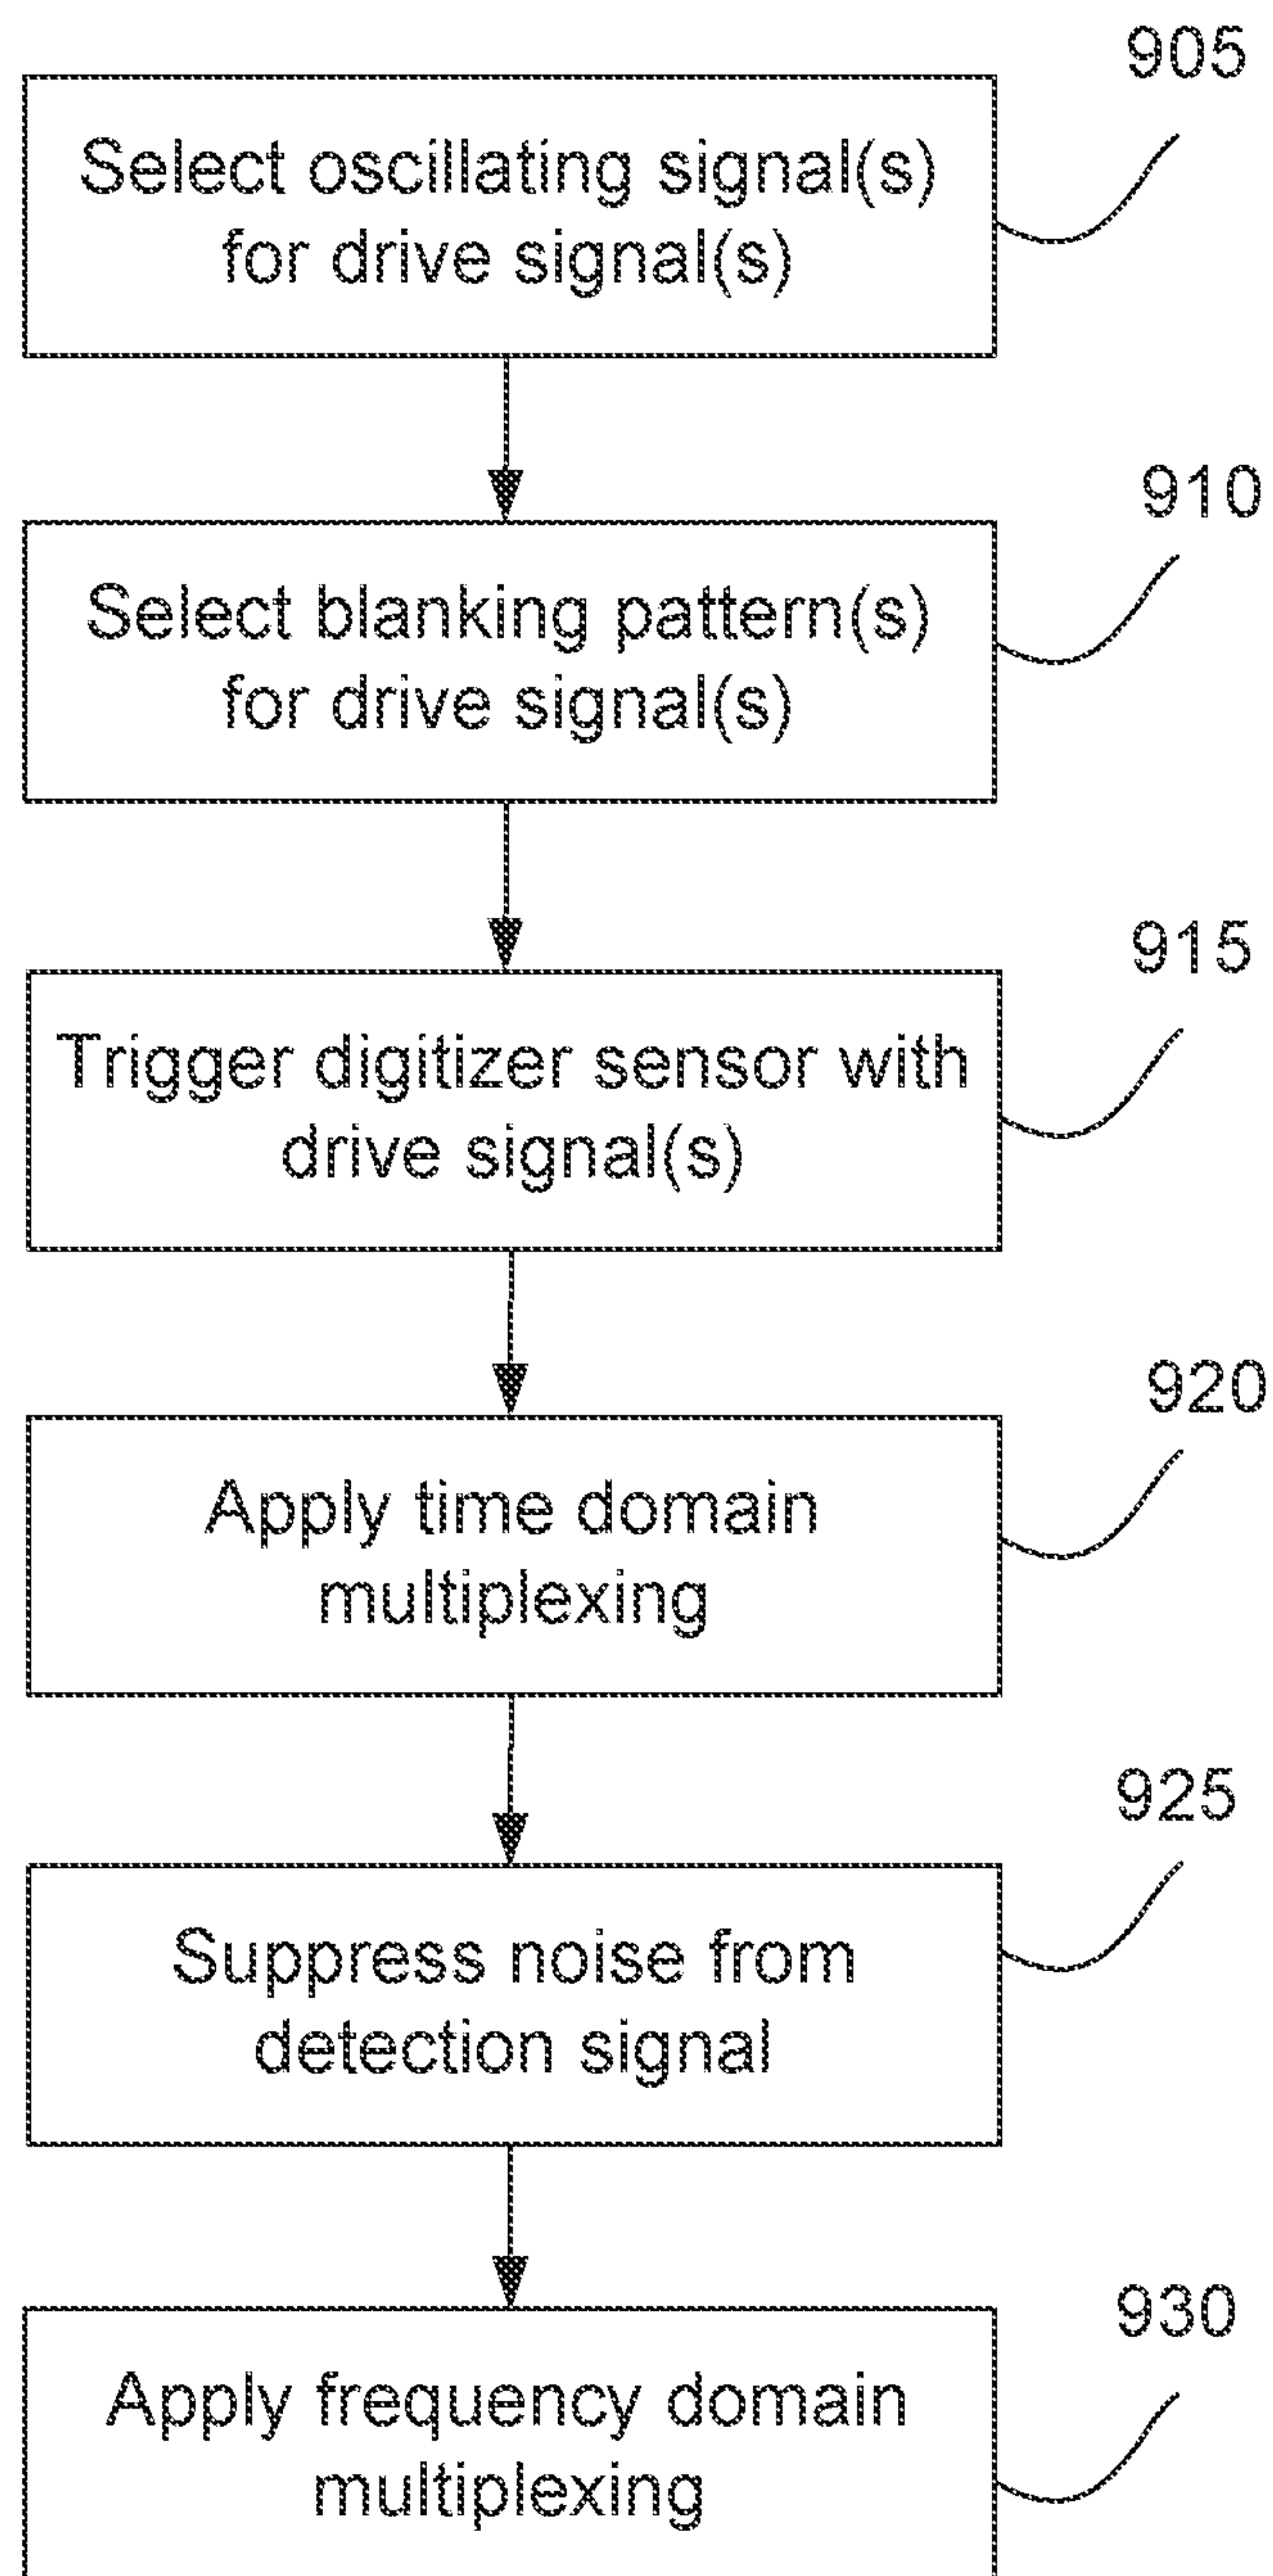 905
Select oscillating signal(s)
for drive signal(s)
910
Select blanking pattern(s)
for drive signal(s)
915
Trigger digitizer sensor with
drive signal(s)
920
Apply time domain
multiplexing
925
Suppress noise from
detection signal
930
Apply frequency domain
multiplexing